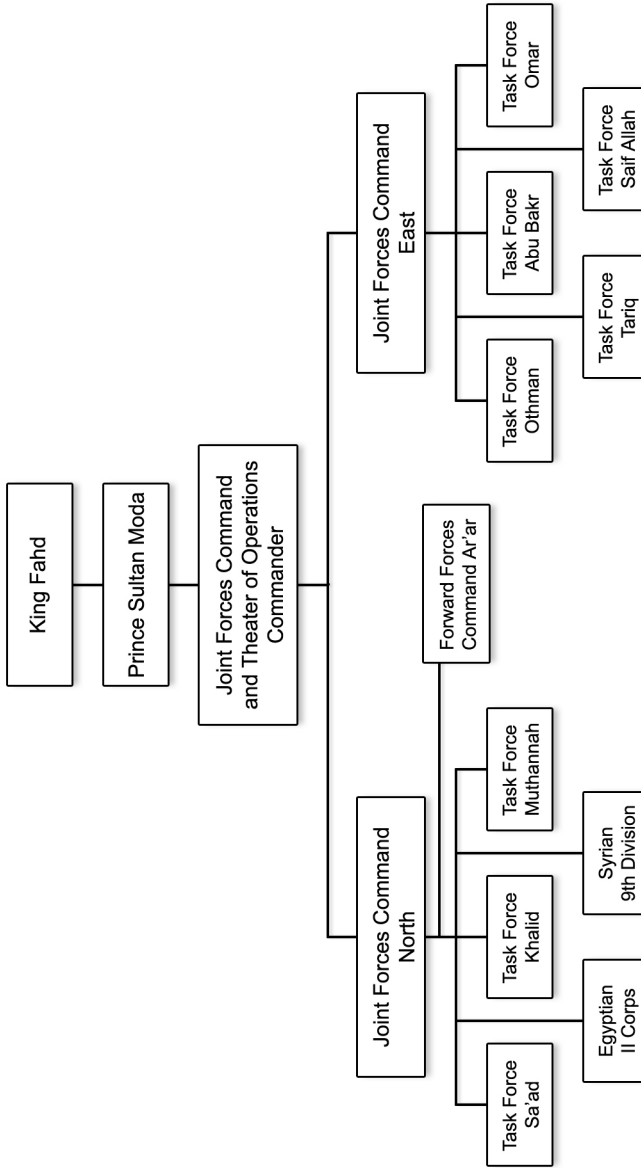 King Fahd
Prince Sultan Moda
Joint Forces Command
and Theater of Operations
Commander
Joint Forces Command
North
Joint Forces Command
East
Forward Forces
Command Ar'ar
Task Force
Sa'ad
Task Force
Khalid
Task Force
Muthannah
Egyptian
II Corps
Syrian
9th Division
Task Force
Othman
Task Force
Abu Bakr
Task Force
Omar
Task Force
Tariq
Task Force
Saif Allah